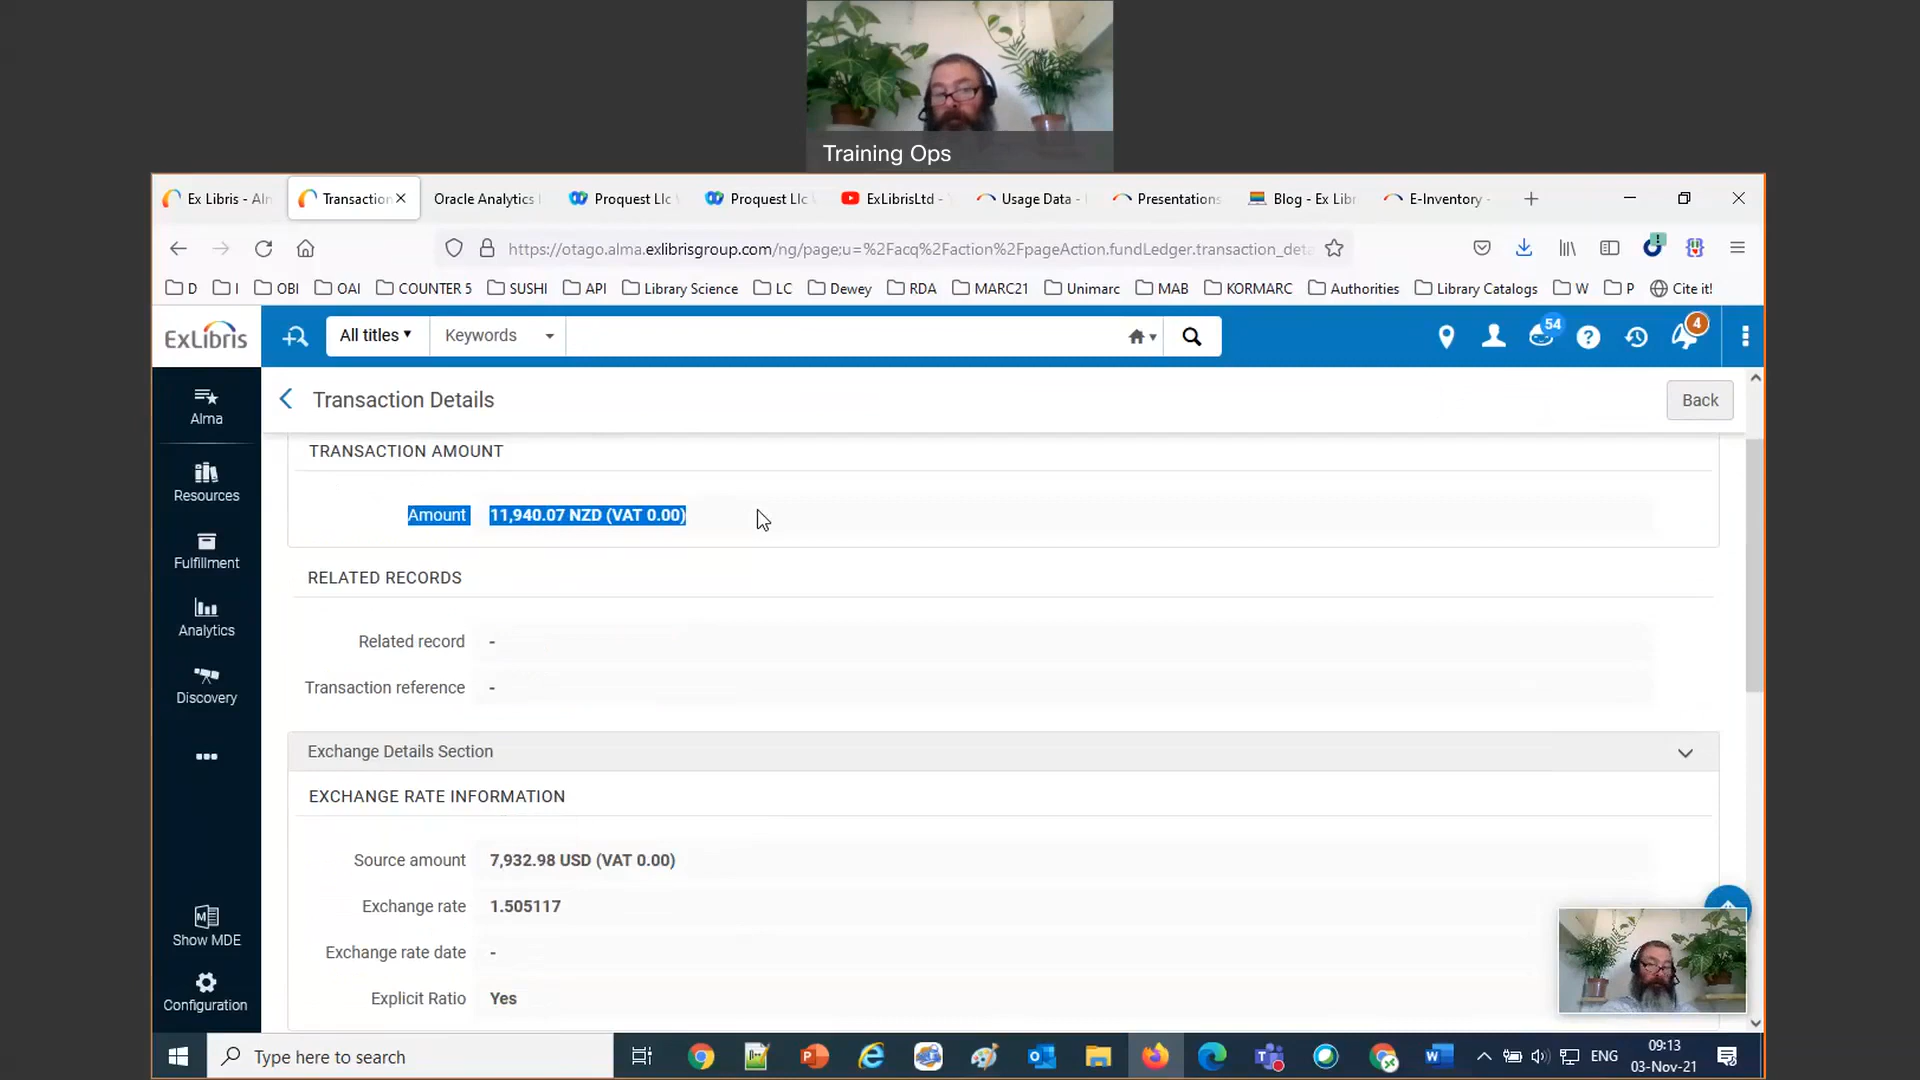 Training Ops
Ex Libris - Aln
Transaction
Oracle Analytics
Proquest Llc
Proquest Llc
ExLibrisLtd -
Usage Data -
Presentations
Blog - Ex Libr
E-Inventory -
https://otago.alma.exlibrisgroup.com/ng/page;u=%2Facq%2Faction%2FpageAction.fundLedger.transaction_deta
D
I
OBI
OAI
COUNTER 5
SUSHI
API
Library Science
LC
Dewey
RDA
MARC21
Unimarc
MAB
KORMARC
Authorities
Library Catalogs
W
P
Cite it!
ExLibris
All titles
Keywords
54
4
Transaction Details
Back
Alma
Resources
Fulfillment
Analytics
Discovery
Show MDE
Configuration
TRANSACTION AMOUNT
Amount 11,940.07 NZD (VAT 0.00)
RELATED RECORDS
Related record -
Transaction reference -
Exchange Details Section
EXCHANGE RATE INFORMATION
Source amount 7,932.98 USD (VAT 0.00)
Exchange rate 1.505117
Exchange rate date -
Explicit Ratio Yes
Type here to search
ENG
09:13
03-Nov-21